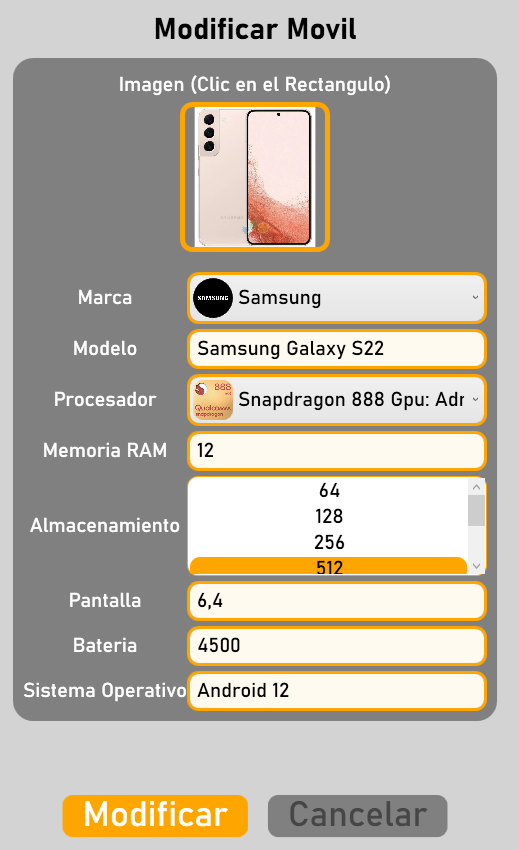 Modificar Movil
Imagen (Clic en el Rectangulo)
SAMSUNG
Marca
SAMSUNG
Samsung
Modelo
Samsung Galaxy S22
Procesador
888
Qualcomm
snapdragon
Snapdragon 888 Gpu: Adr
Memoria RAM
12
Almacenamiento
64
128
256
512
Pantalla
6,4
Bateria
4500
Sistema Operativo
Android 12
Modificar
Cancelar